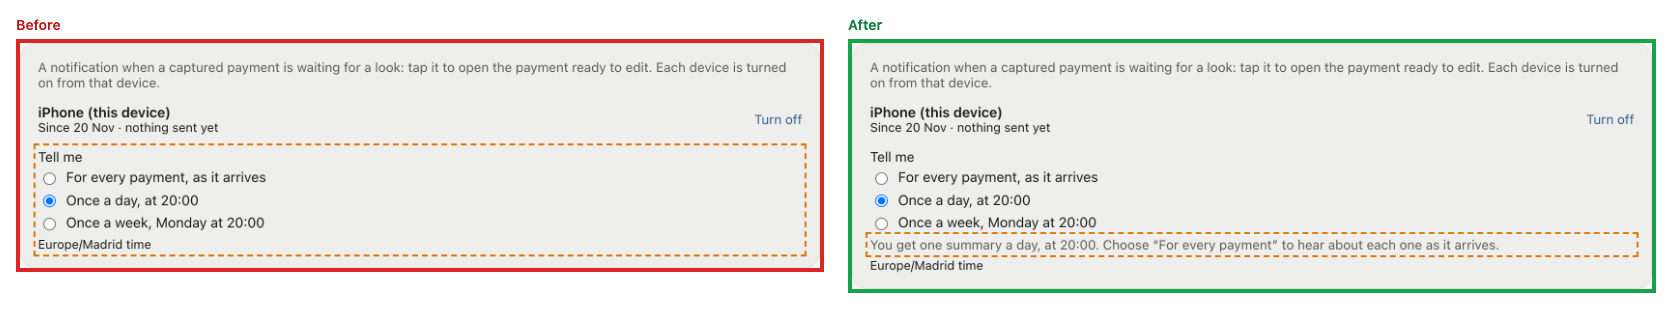 Before
A notification when a captured payment is waiting for a look: tap it to open the payment ready to edit. Each device is turned
on from that device.
iPhone (this device)
Since 20 Nov · nothing sent yet
Turn off
Tell me
For every payment, as it arrives
Once a day, at 20:00
Once a week, Monday at 20:00
Europe/Madrid time
After
A notification when a captured payment is waiting for a look: tap it to open the payment ready to edit. Each device is turned
on from that device.
iPhone (this device)
Since 20 Nov · nothing sent yet
Turn off
Tell me
For every payment, as it arrives
Once a day, at 20:00
Once a week, Monday at 20:00
You get one summary a day, at 20:00. Choose “For every payment” to hear about each one as it arrives.
Europe/Madrid time